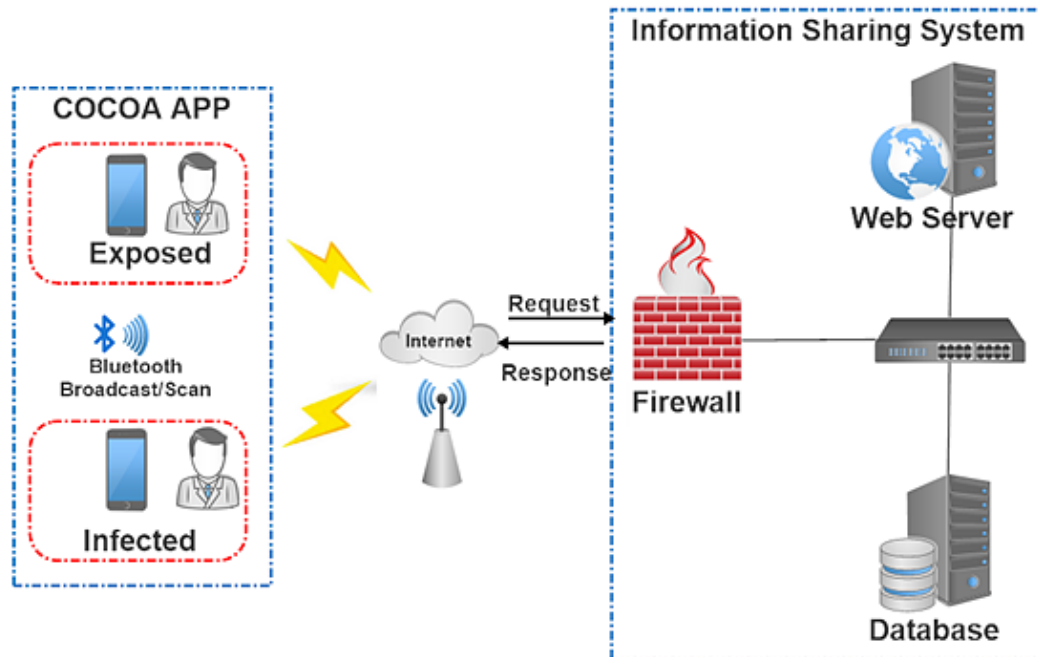 Information Sharing System
COCOA APP
Exposed
Bluetooth
Broadcast/Scan
Infected
Internet
Request
Response
Firewall
Web Server
Database